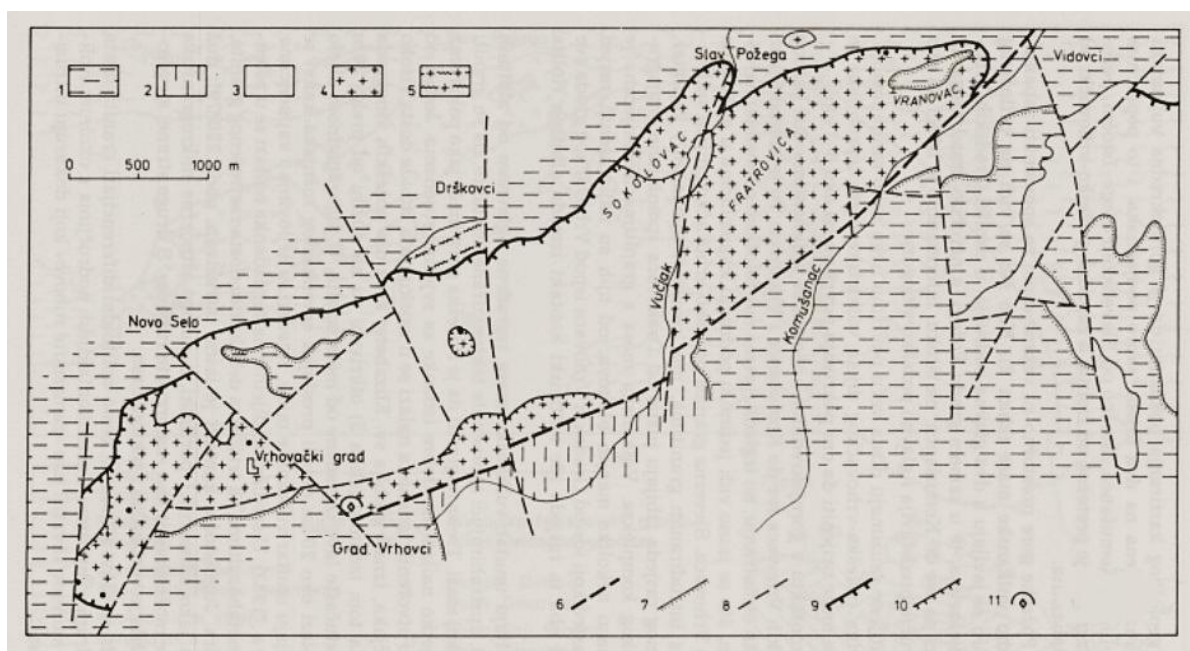 1
2
3
4
5
0 500 1000 m
Slav Požega
Vidovci
VRANOVAC
SOKOLOVAC
FRATROVICA
Drškovci
Vučjak
Komušanac
Novo Selo
Vrhovački grad
Grad Vrhovci
6
7
8
9
10
11